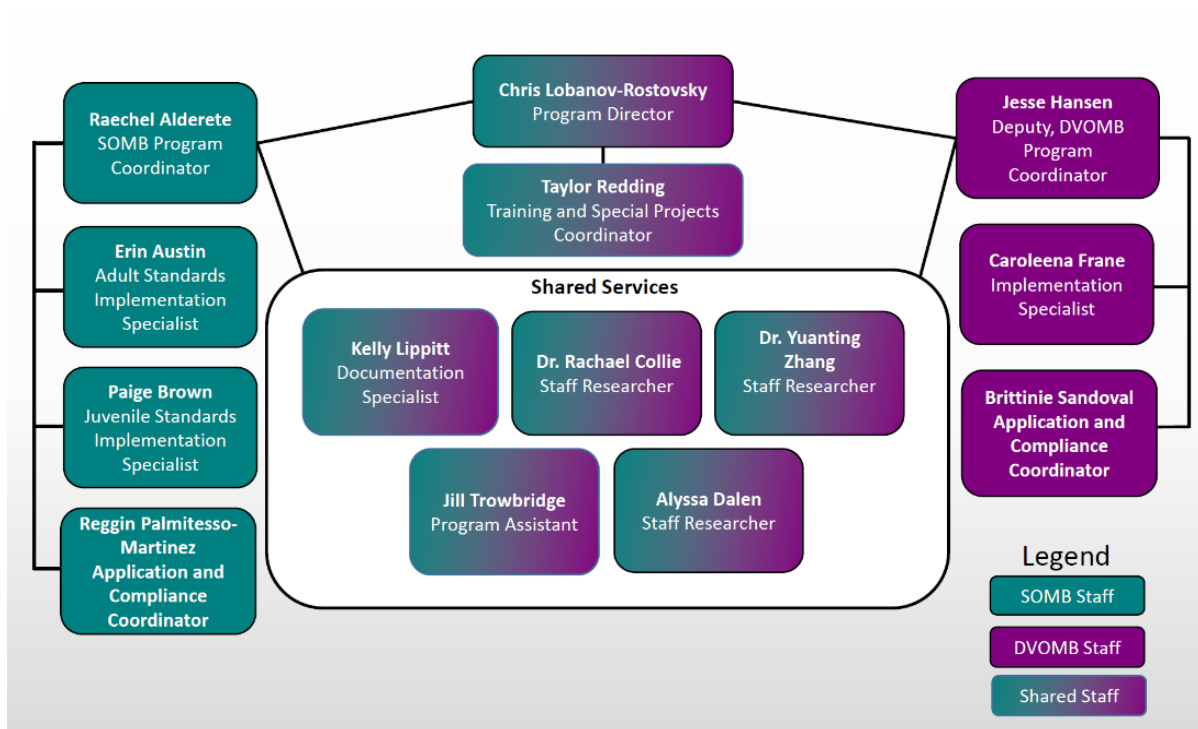 Chris Lobanov-Rostovsky
Program Director
Taylor Redding
Training and Special Projects
Coordinator
Raechel Alderete
SOMB Program
Coordinator
Erin Austin
Adult Standards
Implementation
Specialist
Paige Brown
Juvenile Standards
Implementation
Specialist
Reggin Palmitesso-
Martinez
Application and
Compliance
Coordinator
Shared Services
Kelly Lippitt
Documentation
Specialist
Dr. Rachael Collie
Staff Researcher
Dr. Yuanting
Zhang
Staff Researcher
Jill Trowbridge
Program Assistant
Alyssa Dalen
Staff Researcher
Jesse Hansen
Deputy, DVOMB
Program
Coordinator
Caroleena Frane
Implementation
Specialist
Brittinie Sandoval
Application and
Compliance
Coordinator
Legend
SOMB Staff
DVOMB Staff
Shared Staff